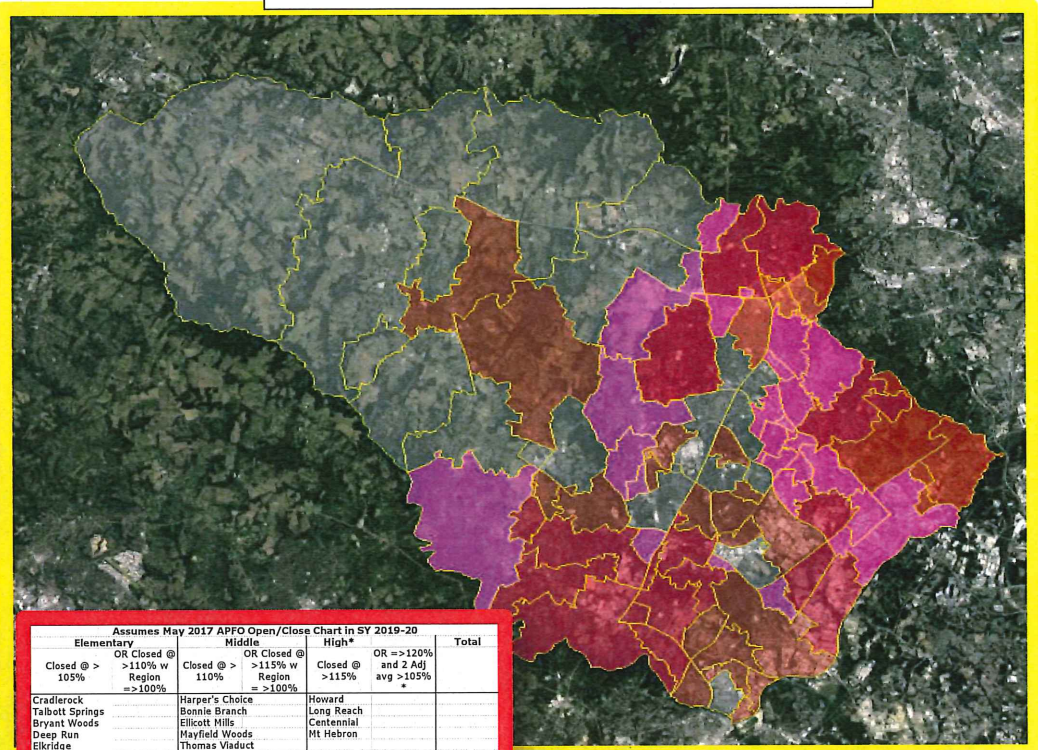 Assumes May 2017 APFO Open/Close Chart in SY 2019-20
Elementary Middle High* Total
Closed @ > 105% OR Closed @ >110% w Region =>100% Closed @ > 110% OR Closed @ >115% w Region = >100% Closed @ >115% OR =>120% and 2 Adj avg >105% *
Cradlerock Harper's Choice Howard
Talbott Springs Bonnie Branch Long Reach
Bryant Woods Ellicott Mills Centennial
Deep Run Mayfield Woods Mt Hebron
Elkridge Thomas Viaduct